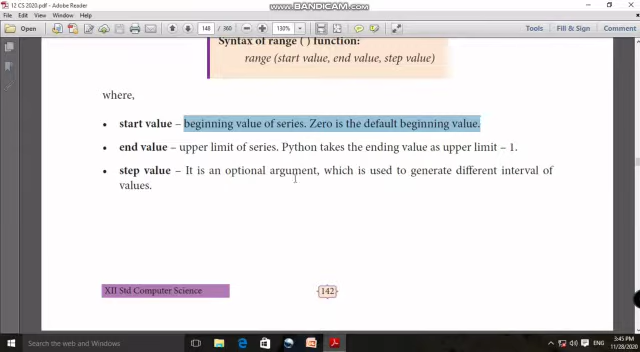 www.BANDICAM.com
12 CS 2020.pdf - Adobe Reader
File Edit View Window Help
Open 148 / 360 130% Tools Fill & Sign Comment
Syntax of range ( ) function:
range (start value, end value, step value)
where,
• start value – beginning value of series. Zero is the default beginning value.
• end value – upper limit of series. Python takes the ending value as upper limit – 1.
• step value – It is an optional argument, which is used to generate different interval of
values.
XII Std Computer Science 142
Search the web and Windows
3:45 PM
11/28/2020